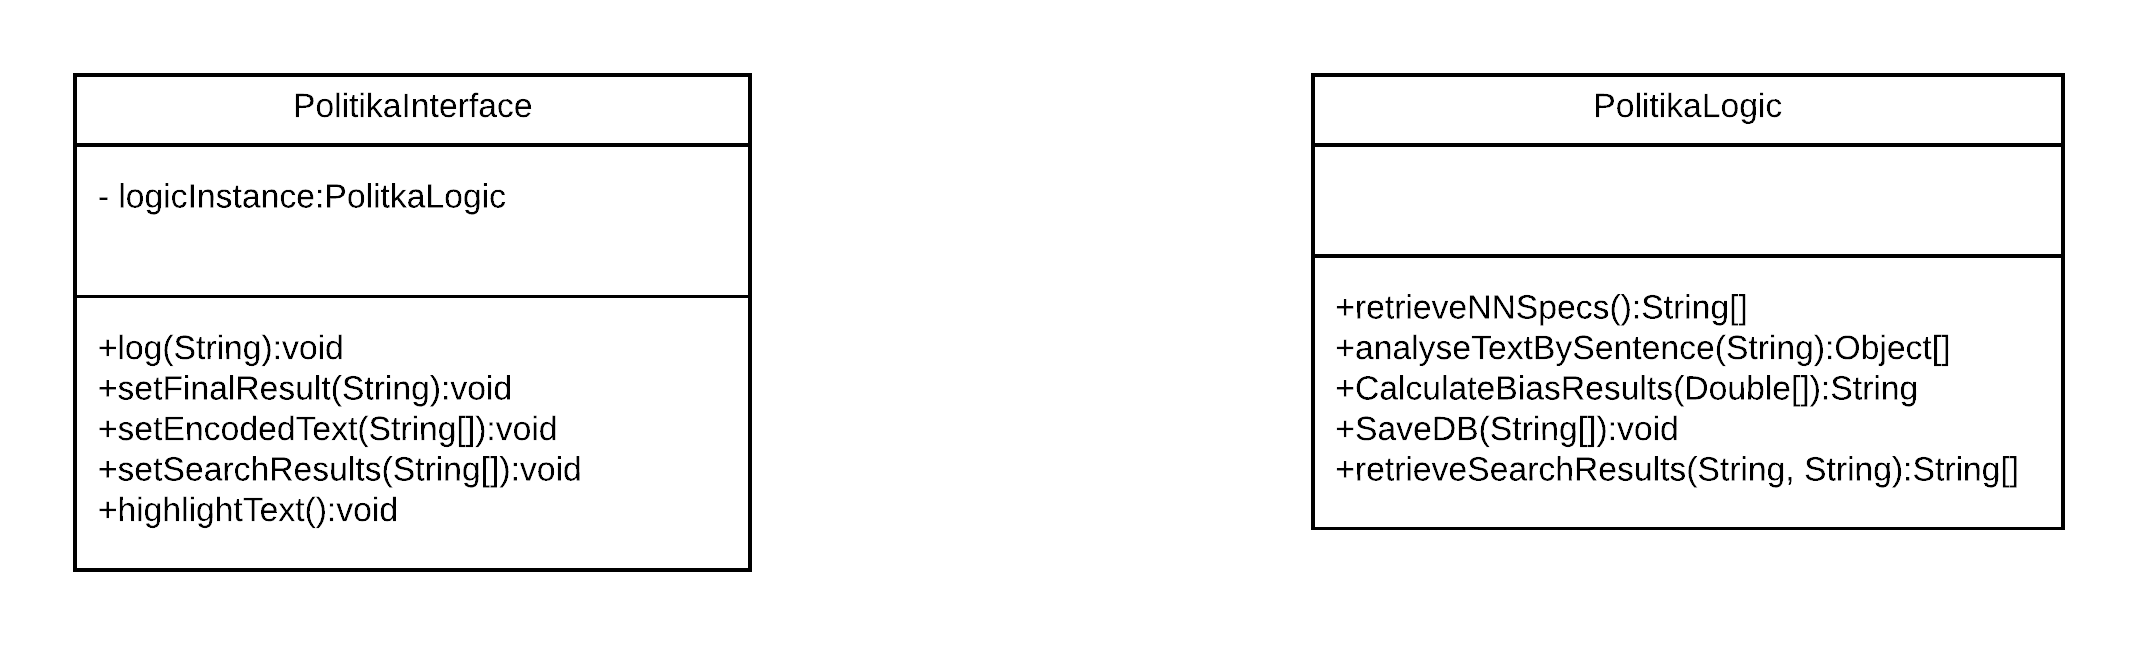 PolitikaInterface
- logicInstance:PolitkaLogic
+log(String):void
+setFinalResult(String):void
+setEncodedText(String[]):void
+setSearchResults(String[]):void
+highlightText():void
PolitikaLogic
+retrieveNNSpecs():String[]
+analyseTextBySentence(String):Object[]
+CalculateBiasResults(Double[]):String
+SaveDB(String[]):void
+retrieveSearchResults(String, String):String[]